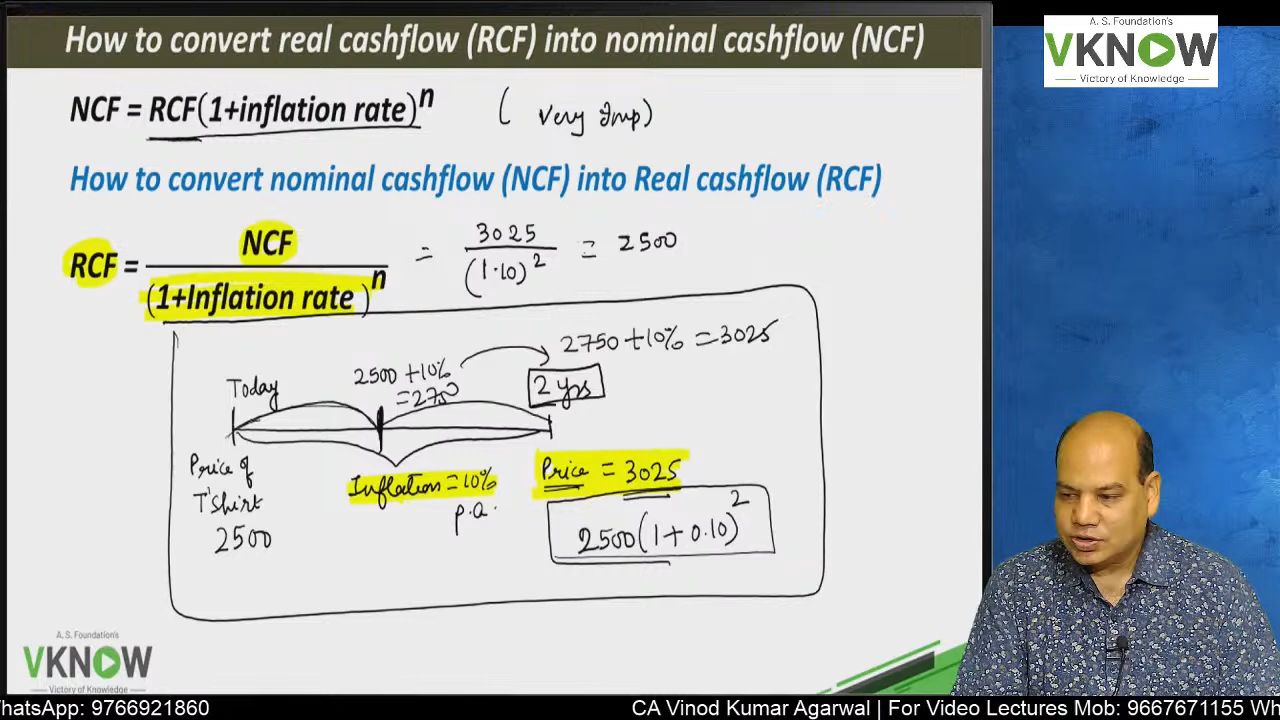 How to convert real cashflow (RCF) into nominal cashflow (NCF)
A. S. Foundation's
VKNOW
Victory of Knowledge
NCF = RCF(1+inflation rate)^n ( Very Imp)
How to convert nominal cashflow (NCF) into Real cashflow (RCF)
RCF = NCF / (1+Inflation rate)^n = 3025 / (1.10)^2 = 2500
2750 + 10% = 3025
2500 + 10%
= 2750
Today
2 yrs
Price of
T'shirt
2500
Inflation = 10%
p.a.
Price = 3025
2500(1+0.10)^2
A. S. Foundation's
VKNOW
Victory of Knowledge
WhatsApp: 9766921860
CA Vinod Kumar Agarwal | For Video Lectures Mob: 9667671155 Wh